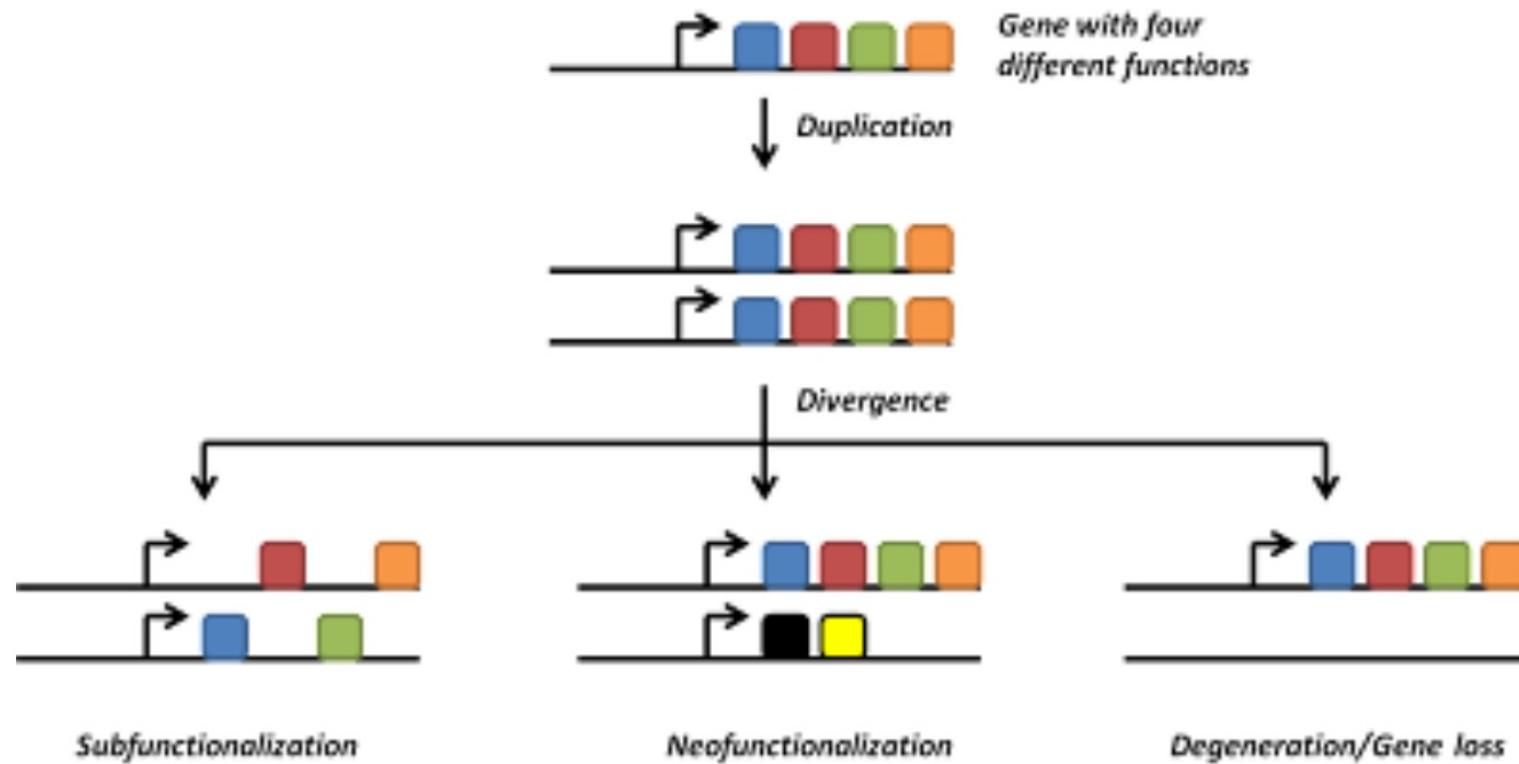 Gene with four
different functions
Duplication
Divergence
Subfunctionalization
Neofunctionalization
Degeneration/Gene loss